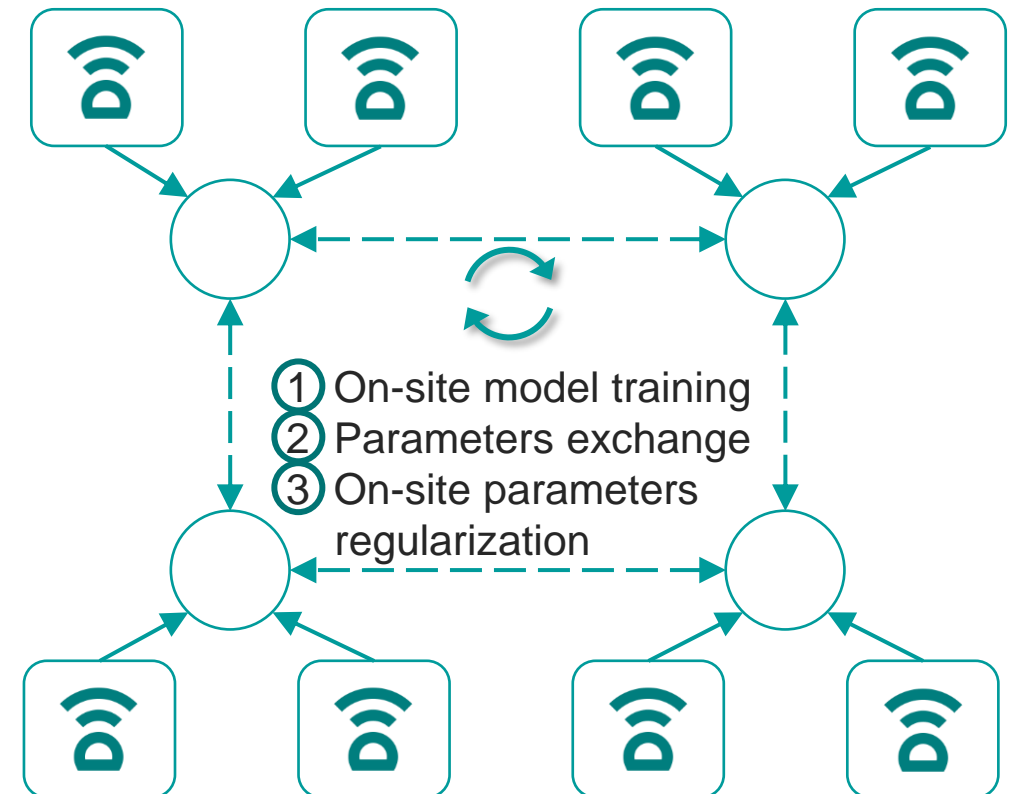 1 On-site model training
2 Parameters exchange
3 On-site parameters
regularization